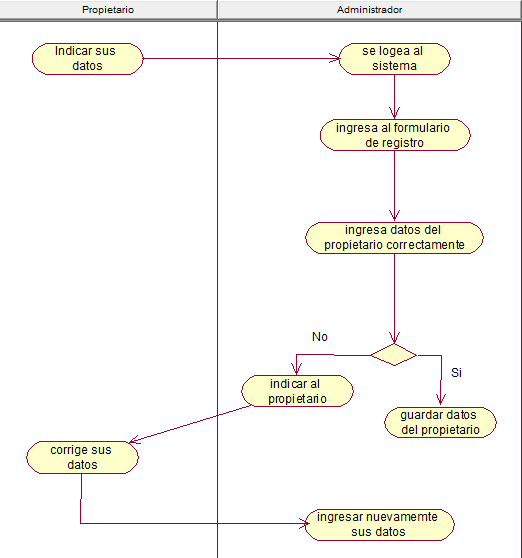 Propietario
Administrador
Indicar sus
datos
se logea al
sistema
ingresa al formulario
de registro
ingresa datos del
propietario correctamente
No
Si
indicar al
propietario
guardar datos
del propietario
corrige sus
datos
ingresar nuevamemte
sus datos